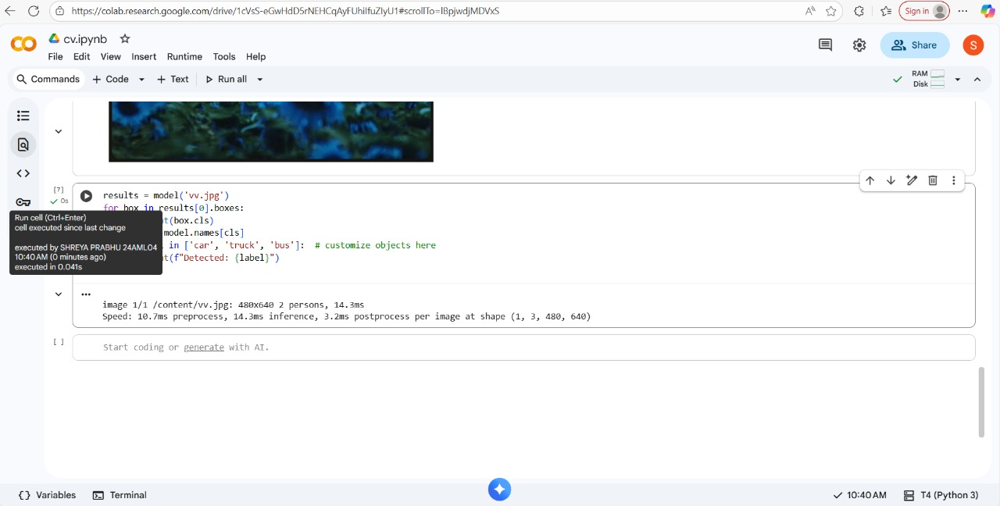 https://colab.research.google.com/drive/1cVsS-eGwHdD5rNEHCqAyFUhiIfuZIyU1#scrollTo=IBpjwdjMDVxS
Sign in
cv.ipynb
File Edit View Insert Runtime Tools Help
Share
S
Commands + Code + Text Run all
RAM
Disk
[7]
0s
results = model('vv.jpg')
for box in results[0].boxes:
t(box.cls)
model.names[cls]
in ['car', 'truck', 'bus']: # customize objects here
t(f"Detected: {label}")
Run cell (Ctrl+Enter)
cell executed since last change
executed by SHREYA PRABHU 24AML04
10:40 AM (0 minutes ago)
executed in 0.041s
...
image 1/1 /content/vv.jpg: 480x640 2 persons, 14.3ms
Speed: 10.7ms preprocess, 14.3ms inference, 3.2ms postprocess per image at shape (1, 3, 480, 640)
[ ]
Start coding or generate with AI.
{} Variables Terminal
10:40 AM T4 (Python 3)